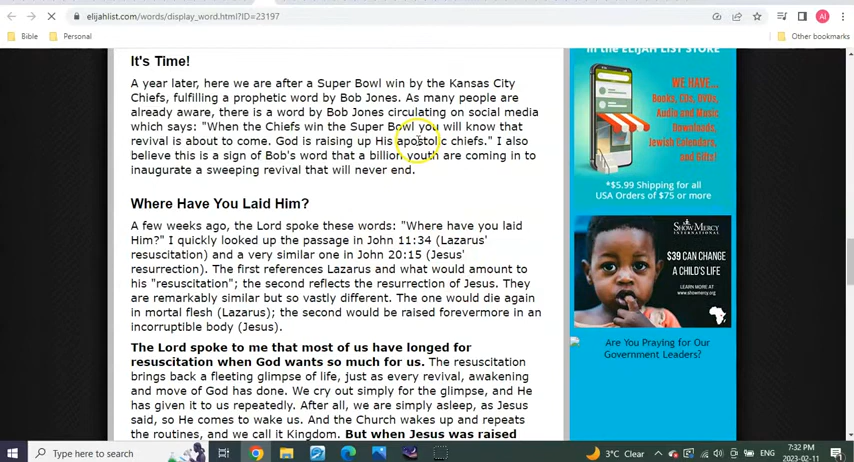 elijahlist.com/words/display_word.html?ID=23197
Bible
Personal
Other bookmarks
It's Time!
A year later, here we are after a Super Bowl win by the Kansas City
Chiefs, fulfilling a prophetic word by Bob Jones. As many people are
already aware, there is a word by Bob Jones circulating on social media
which says: "When the Chiefs win the Super Bowl you will know that
revival is about to come. God is raising up His apostolic chiefs." I also
believe this is a sign of Bob's word that a billion youth are coming in to
inaugurate a sweeping revival that will never end.
Where Have You Laid Him?
A few weeks ago, the Lord spoke these words: "Where have you laid
Him?" I quickly looked up the passage in John 11:34 (Lazarus'
resuscitation) and a very similar one in John 20:15 (Jesus'
resurrection). The first references Lazarus and what would amount to
his "resuscitation"; the second reflects the resurrection of Jesus. They
are remarkably similar but so vastly different. The one would die again
in mortal flesh (Lazarus); the second would be raised forevermore in an
incorruptible body (Jesus).
The Lord spoke to me that most of us have longed for
resuscitation when God wants so much for us. The resuscitation
brings back a fleeting glimpse of life, just as every revival, awakening
and move of God has done. We cry out simply for the glimpse, and He
has given it to us repeatedly. After all, we are simply asleep, as Jesus
said, so He comes to wake us. And the Church wakes up and repeats
the routines, and we call it Kingdom. But when Jesus was raised
in the ELIJAH LIST STORE
WE HAVE:
Books, CDs, DVDs,
Audio and Music
Downloads,
Jewish Calendars,
and Gifts!
*$5.99 Shipping for all
USA Orders of $75 or more
SHOW MERCY
INTERNATIONAL
$39 CAN CHANGE
A CHILD'S LIFE
LEARN MORE AT
www.showmercy.org
Are You Praying for Our
Government Leaders?
Type here to search
3°C Clear
ENG
7:32 PM
2023-02-11